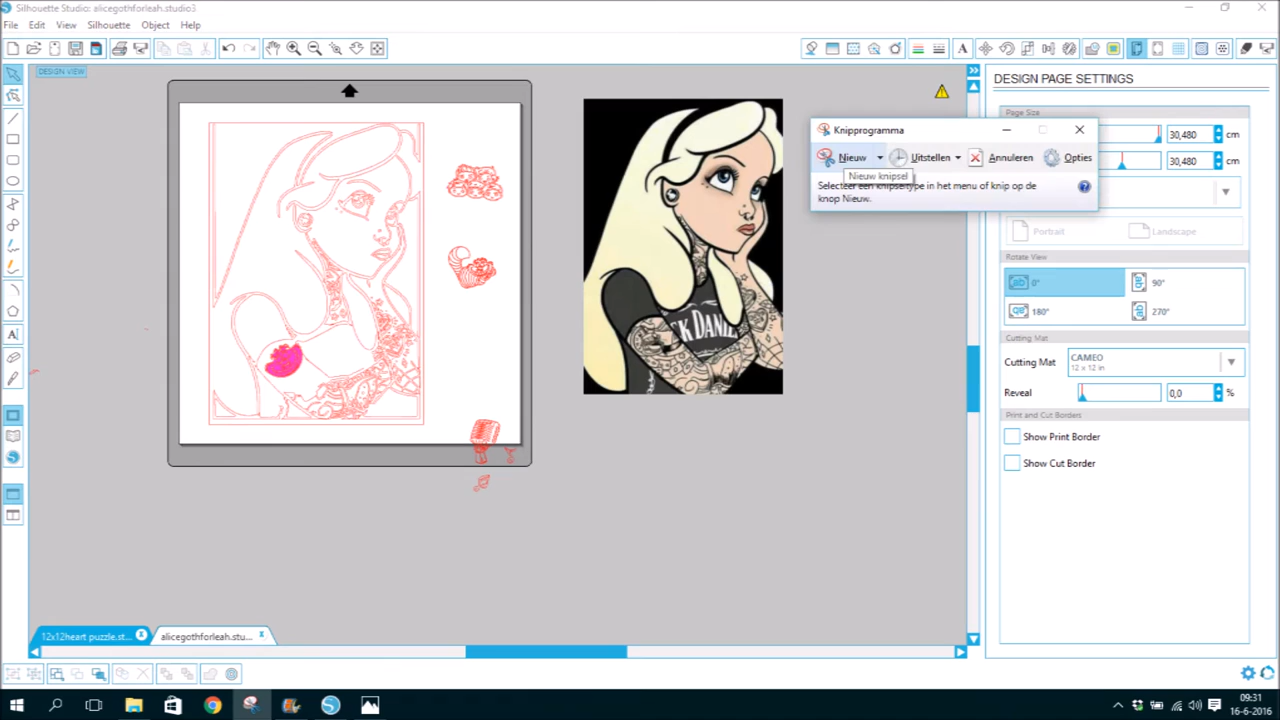 Silhouette Studio: alicegothforleah.studio3
File Edit View Silhouette Object Help
DESIGN VIEW
DESIGN PAGE SETTINGS
Page Size
30,480 cm
30,480 cm
Portrait Landscape
Rotate View
0° 90°
180° 270°
Cutting Mat
Cutting Mat CAMEO
12 x 12 in
Reveal 0,0 %
Print and Cut Borders
Show Print Border
Show Cut Border
Knipprogramma
Nieuw Uitstellen Annuleren Opties
Nieuw knipsel
Selecteer een knipseltype in het menu of knip op de
knop Nieuw.
CK DANIEL
12x12heart puzzle.st... alicegothforleah.stu...
09:31
16-6-2016